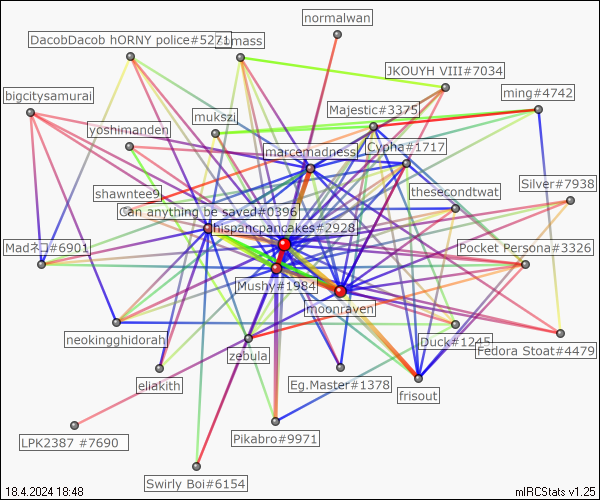 normalwan
DacobDacob hORNY police#5271
omass
JKOUYH VIII#7034
bigcitysamurai
ming#4742
mukszi
Majestic#3375
yoshimanden
marcemadness
Cypha#1717
shawntee9
thesecondtwat
Silver#7938
Can anything be saved#0396
hispancpancakes#2928
Madネロ#6901
Pocket Persona#3326
Mushy#1984
moonraven
neokingghidorah
zebula
Duck#1245
Fedora Stoat#4479
eliakith
Eg.Master#1378
frisout
LPK2387 #7690
Pikabro#9971
Swirly Boi#6154
18.4.2024 18:48
mIRCStats v1.25